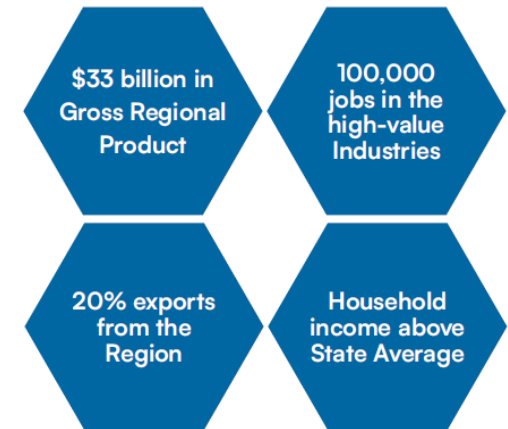 $33 billion in
Gross Regional
Product
100,000
jobs in the
high-value
Industries
20% exports
from the
Region
Household
income above
State Average